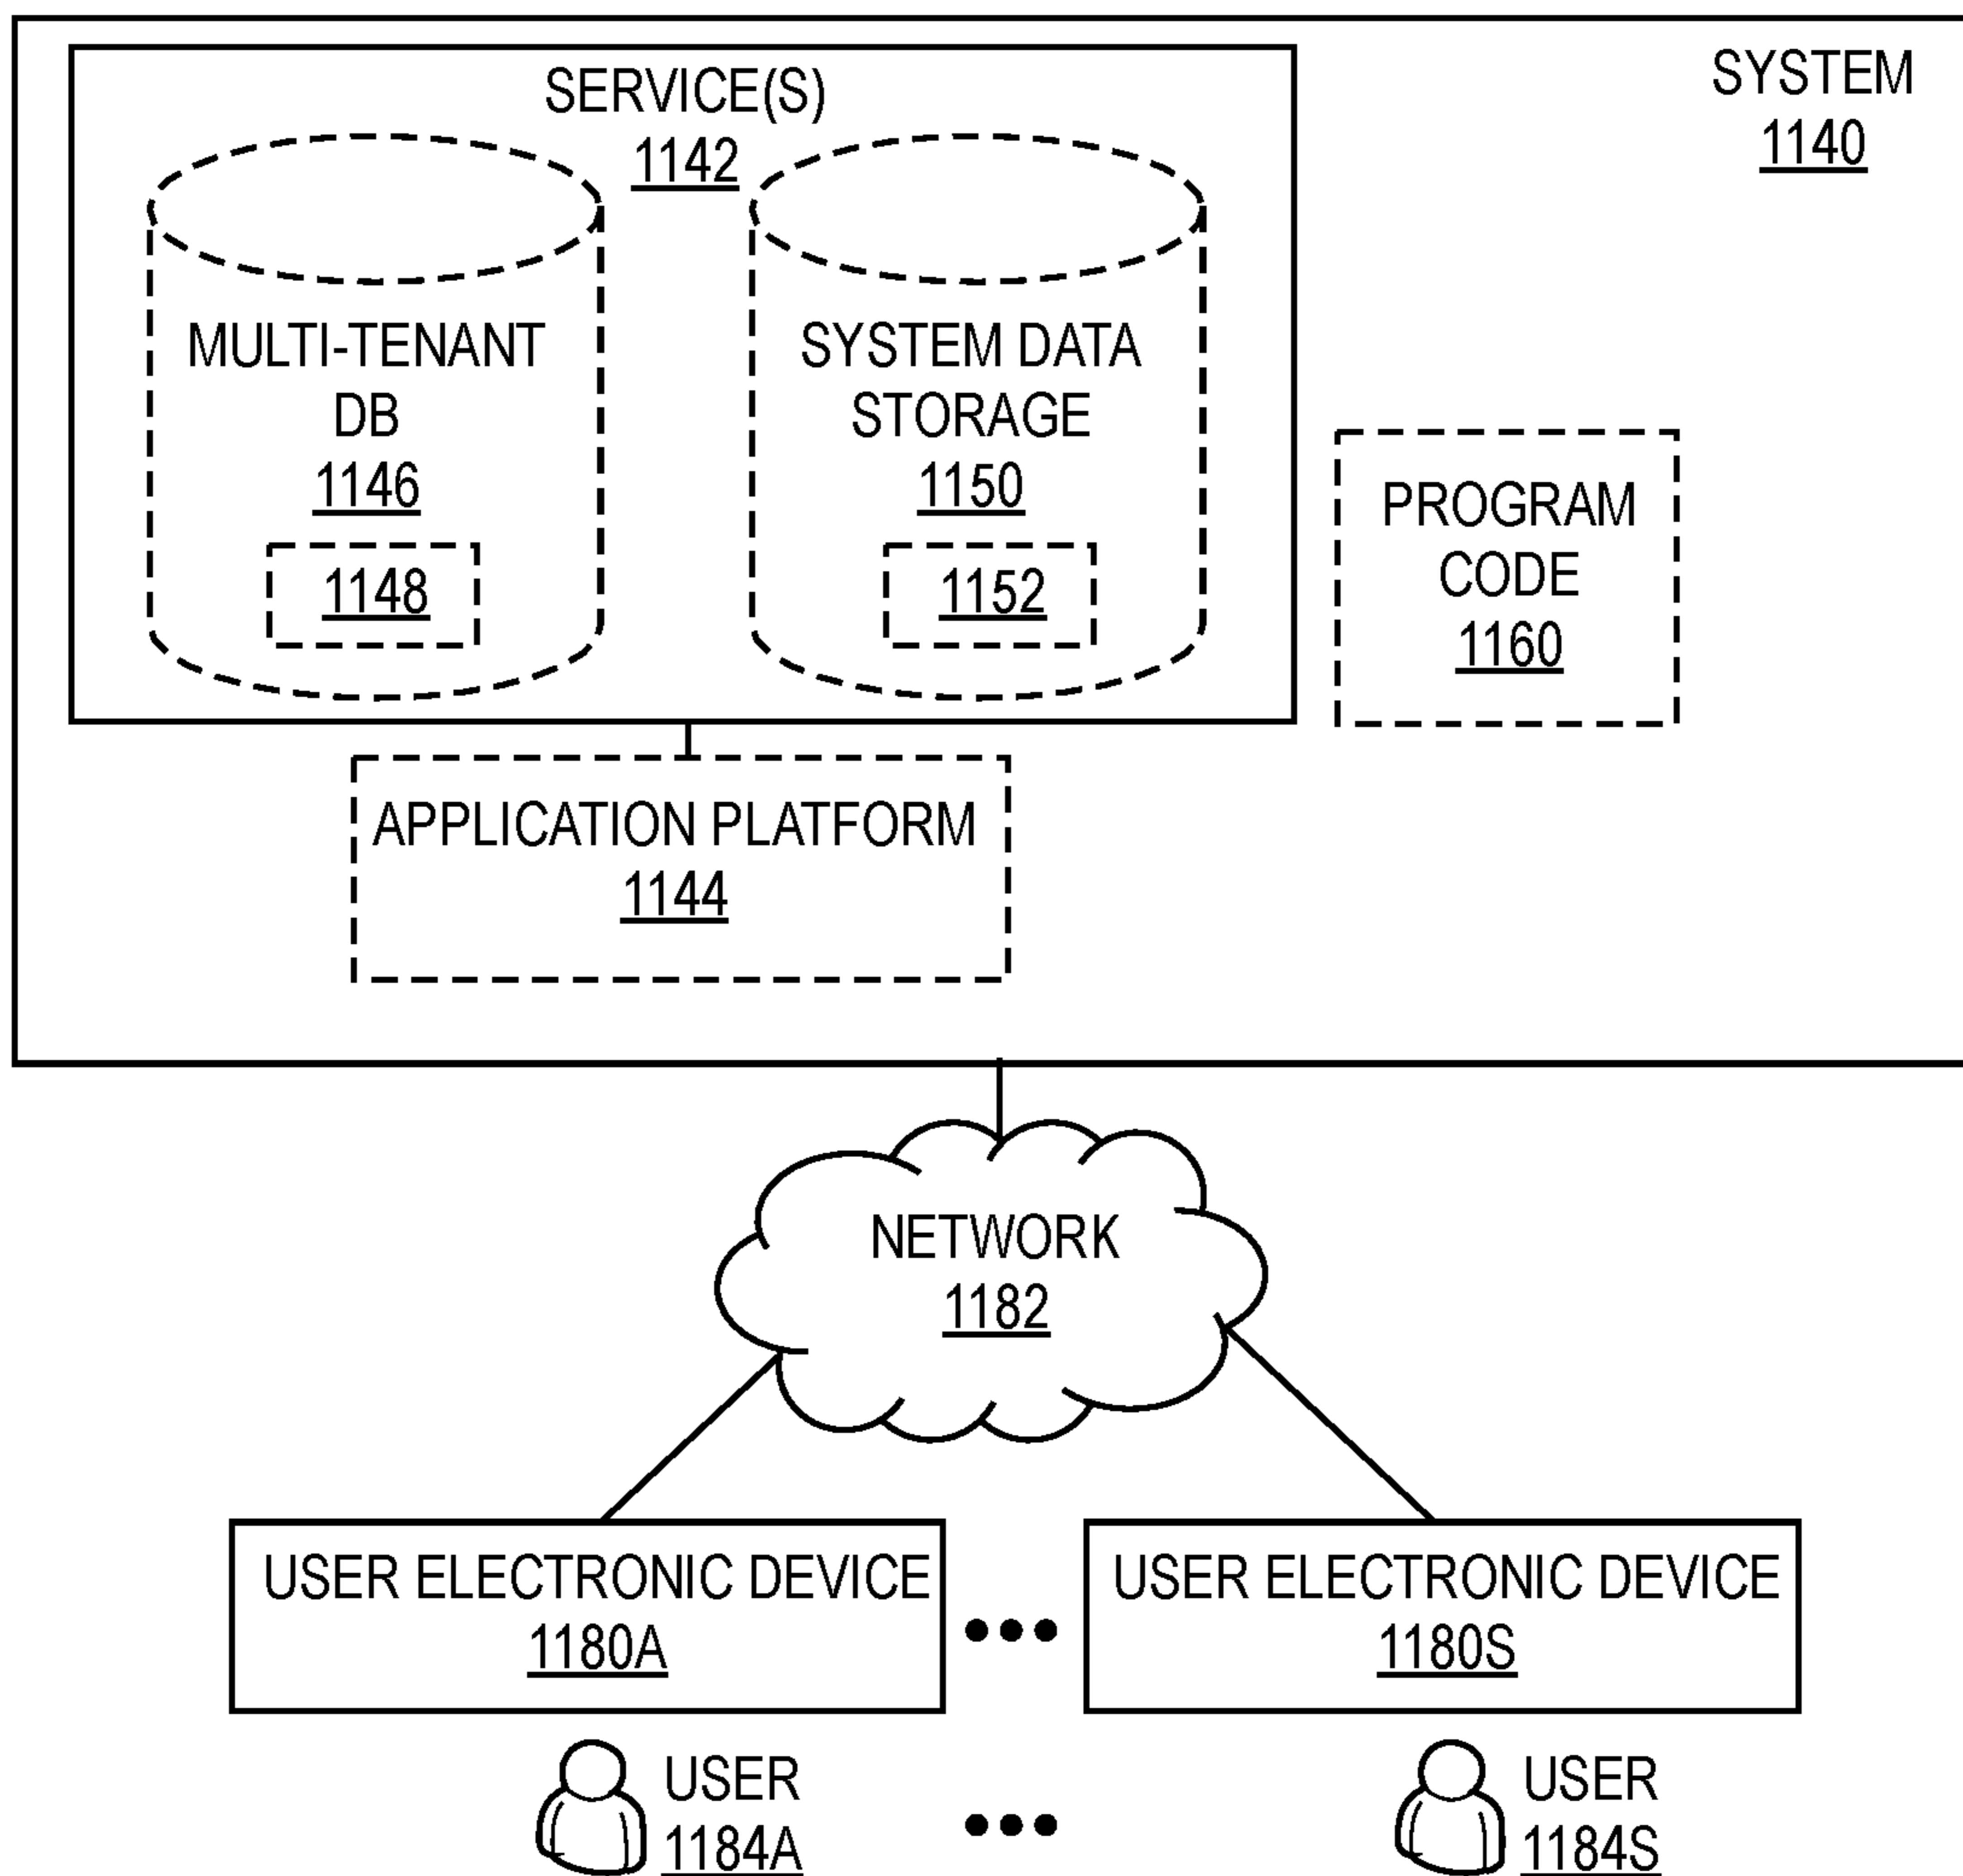 SYSTEM
1140
SERVICE(S)
1142
MULTI-TENANT
DB
1146
1148
SYSTEM DATA
STORAGE
1150
1152
PROGRAM
CODE
1160
APPLICATION PLATFORM
1144
NETWORK
1182
USER ELECTRONIC DEVICE
1180A
USER ELECTRONIC DEVICE
1180S
USER
1184A
USER
1184S